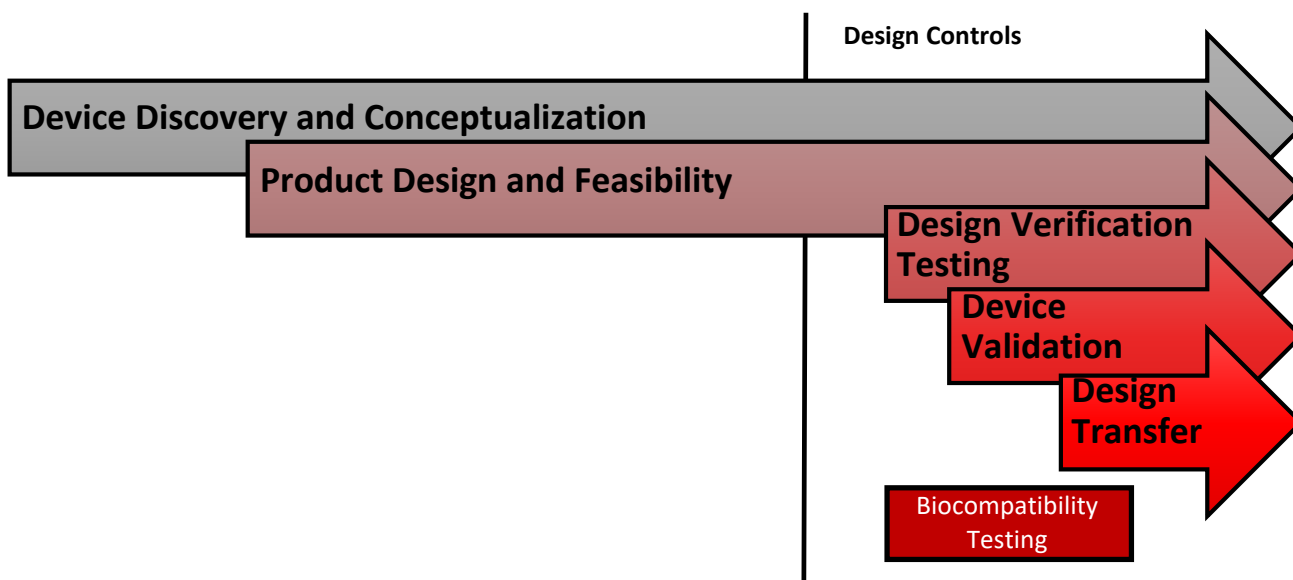 Design Controls
Device Discovery and Conceptualization
Product Design and Feasibility
Design Verification
Testing
Device
Validation
Design
Transfer
Biocompatibility
Testing